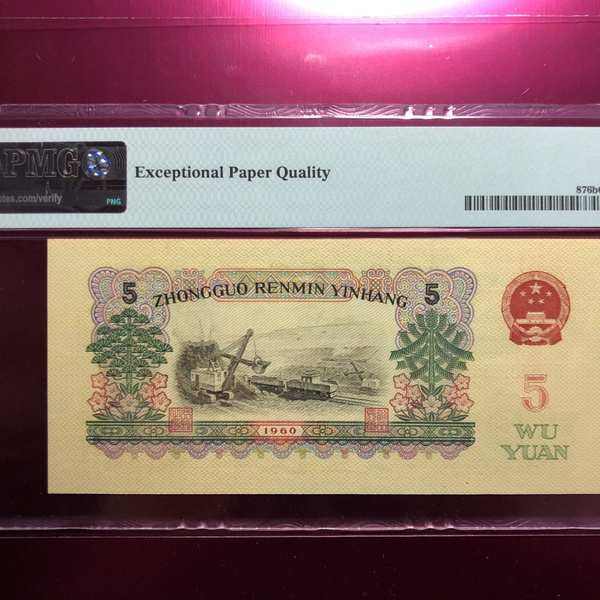 PMG
Exceptional Paper Quality
otes.com/verify
PNG
876b
5
ZHONGGUO RENMIN YINHANG
5
5
WU
YUAN
1960